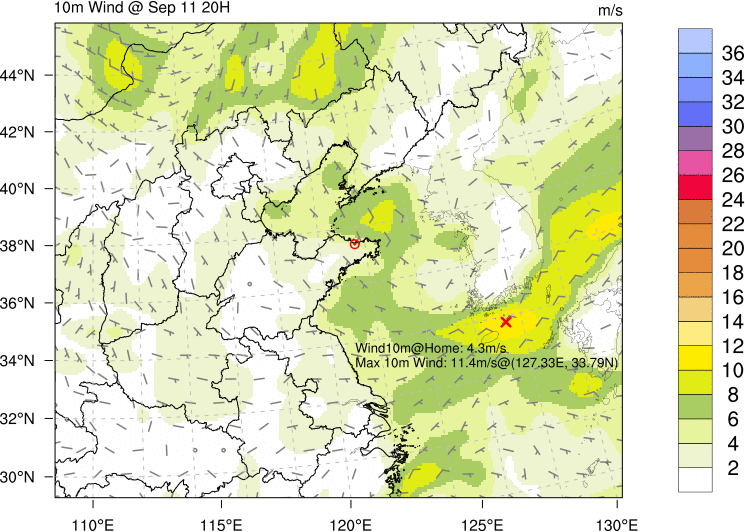 10m Wind @ Sep 11 20H
m/s
44°N
42°N
40°N
38°N
36°N
34°N
32°N
30°N
Wind10m@Home: 4.3m/s
Max 10m Wind: 11.4m/s@(127.33E, 33.79N)
110°E
115°E
120°E
125°E
130°E
36
34
32
30
28
26
24
22
20
18
16
14
12
10
8
6
4
2